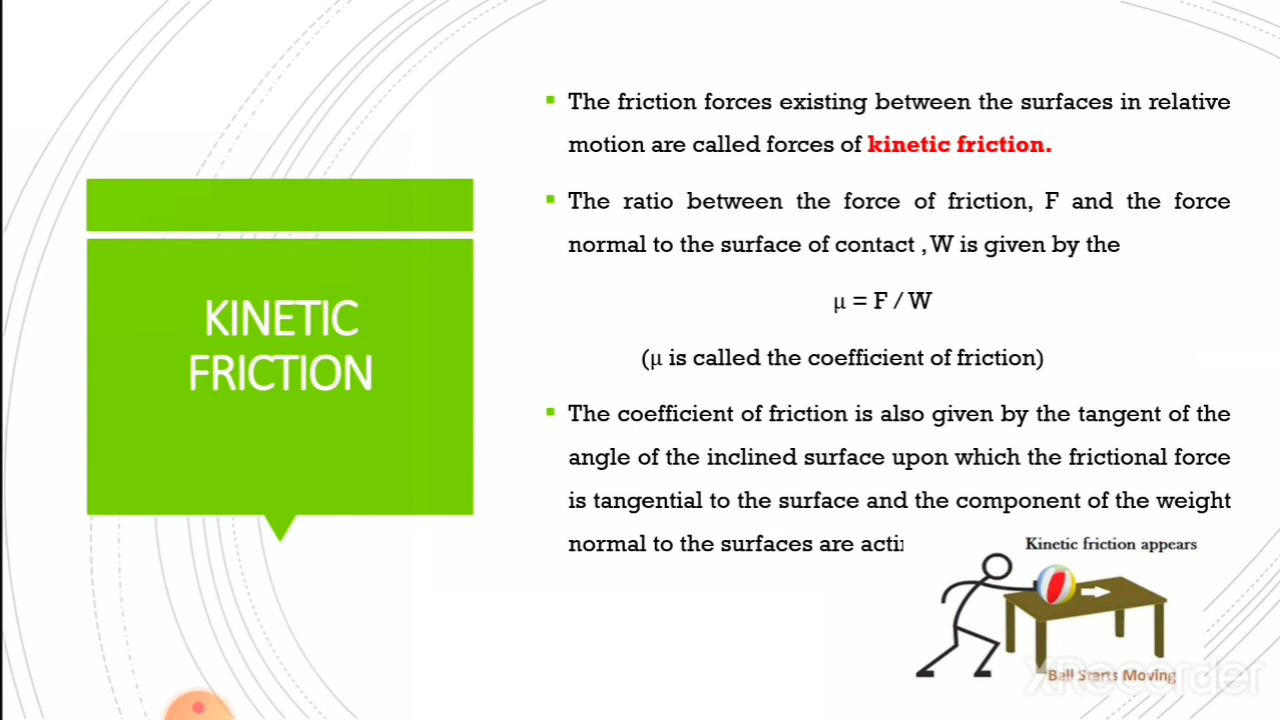 KINETIC
FRICTION
The friction forces existing between the surfaces in relative
motion are called forces of kinetic friction.
The ratio between the force of friction, F and the force
normal to the surface of contact , W is given by the
μ = F / W
(μ is called the coefficient of friction)
The coefficient of friction is also given by the tangent of the
angle of the inclined surface upon which the frictional force
is tangential to the surface and the component of the weight
normal to the surfaces are
Kinetic friction appears
Ball Starts Moving
XRecorder